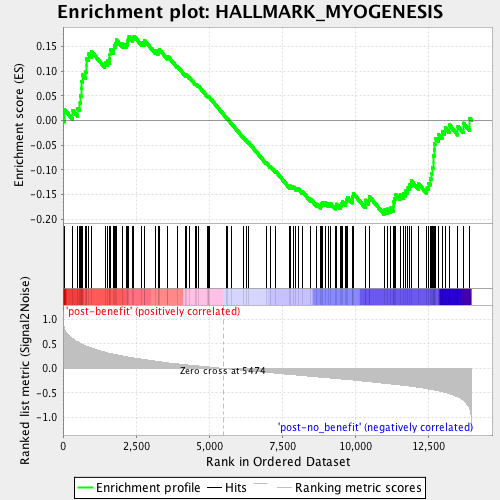 Enrichment plot: HALLMARK_MYOGENESIS
Enrichment score (ES)
0.15
0.10
0.05
0.00
-0.05
-0.10
-0.15
-0.20
'post-benefit' (positively correlated)
Ranked list metric (Signal2Noise)
1.0
0.5
0.0
-0.5
-1.0
Zero cross at 5474
'post-no_benefit' (negatively correlated)
0
2,500
5,000
7,500
10,000
12,500
Rank in Ordered Dataset
Enrichment profile
Hits
Ranking metric scores